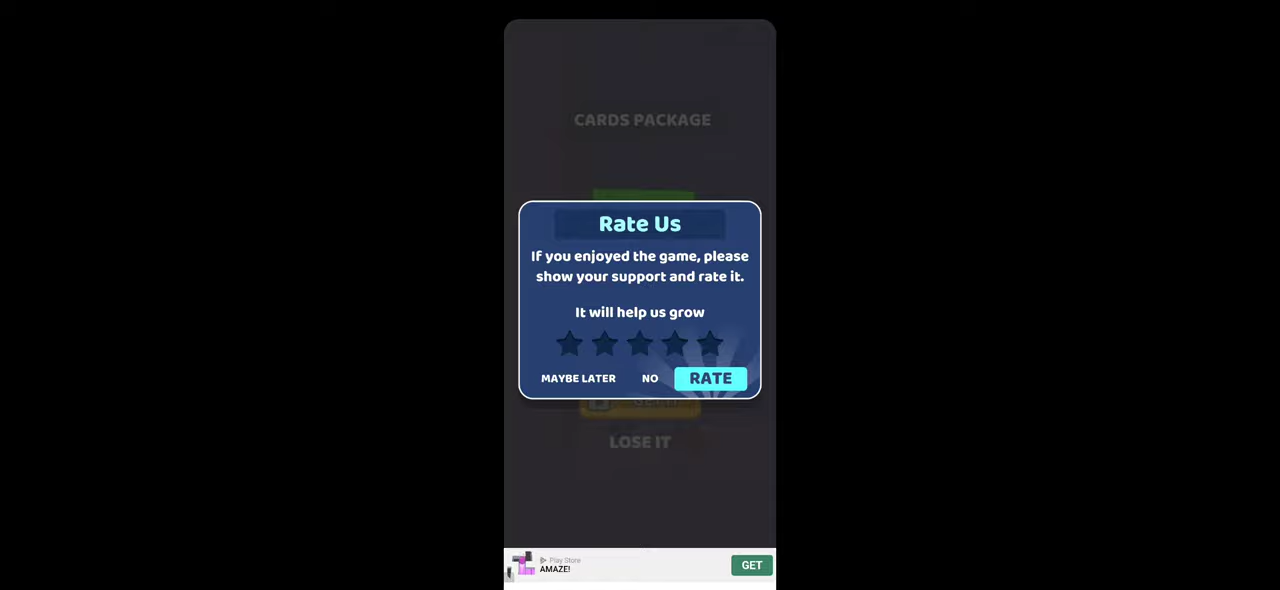 CARDS PACKAGE
Rate Us
If you enjoyed the game, please
show your support and rate it.
It will help us grow
MAYBE LATER NO RATE
LOSE IT
Play Store
AMAZE!
GET